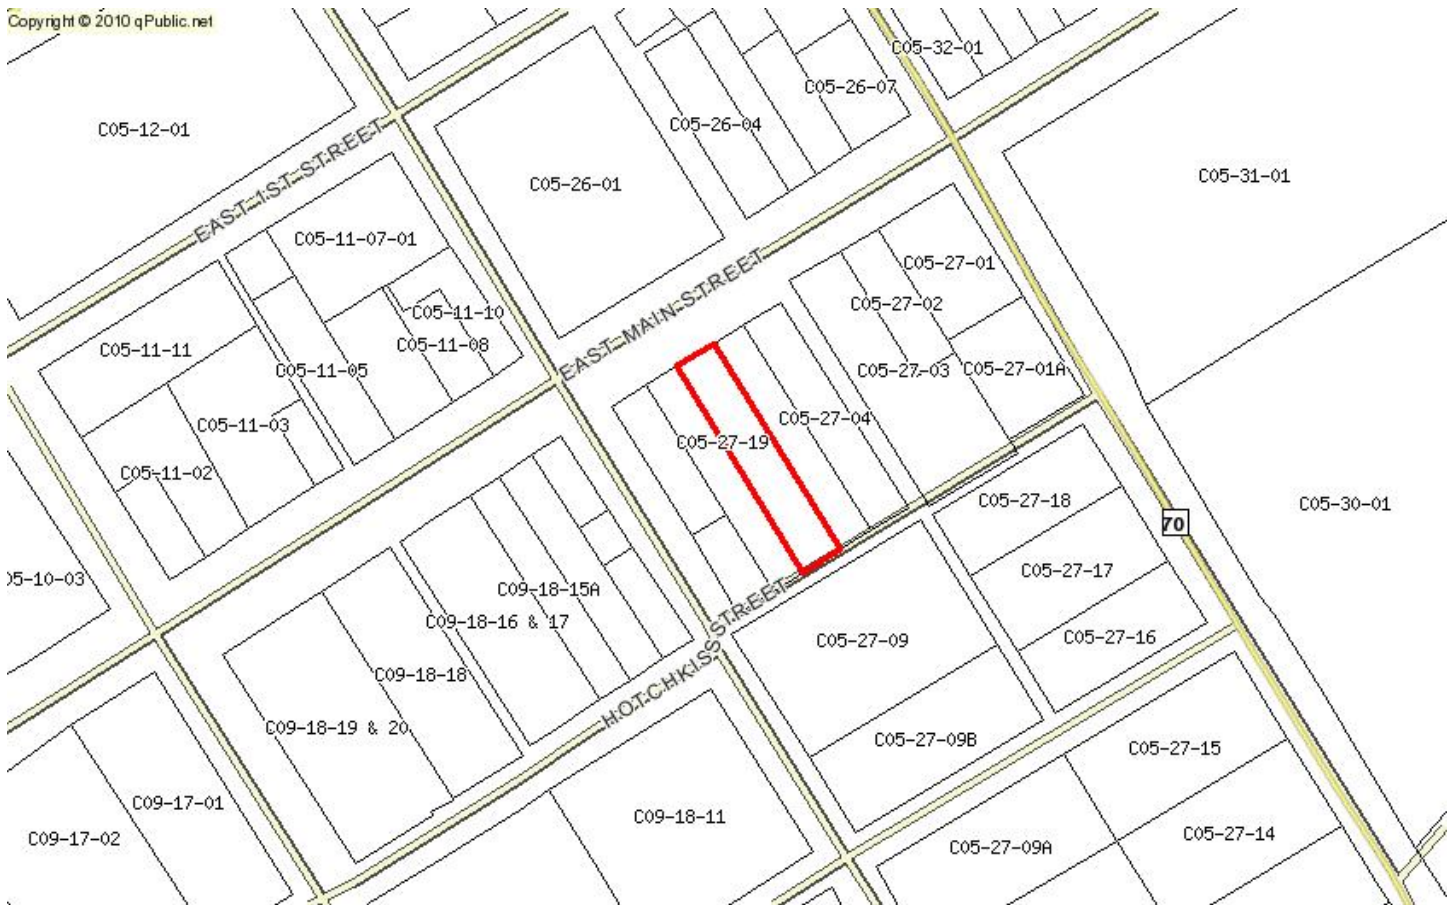 Copyright © 2010 qPublic.net
C05-32-01
C05-26-07
C05-12-01
C05-26-04
C05-31-01
C05-26-01
EAST 1ST STREET
C05-11-07-01
C05-27-01
C05-27-02
EAST MAIN STREET
C05-11-10
C05-11-08
C05-11-11
C05-11-05
C05-27-03
C05-27-01A
C05-11-03
C05-27-04
C05-27-19
C05-11-02
C05-27-18
C05-30-01
70
05-10-03
C05-27-17
C09-18-15A
C09-18-16 & 17
HOTCHKISS STREET
C05-27-09
C05-27-16
C09-18-18
C09-18-19 & 20
C05-27-09B
C05-27-15
C09-17-01
C09-18-11
C09-17-02
C05-27-09A
C05-27-14